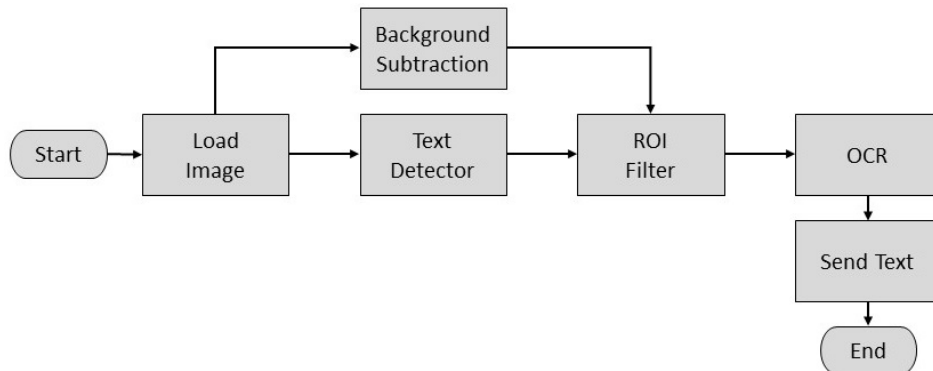 Background
Subtraction
Start
Load
Image
Text
Detector
ROI
Filter
OCR
Send Text
End